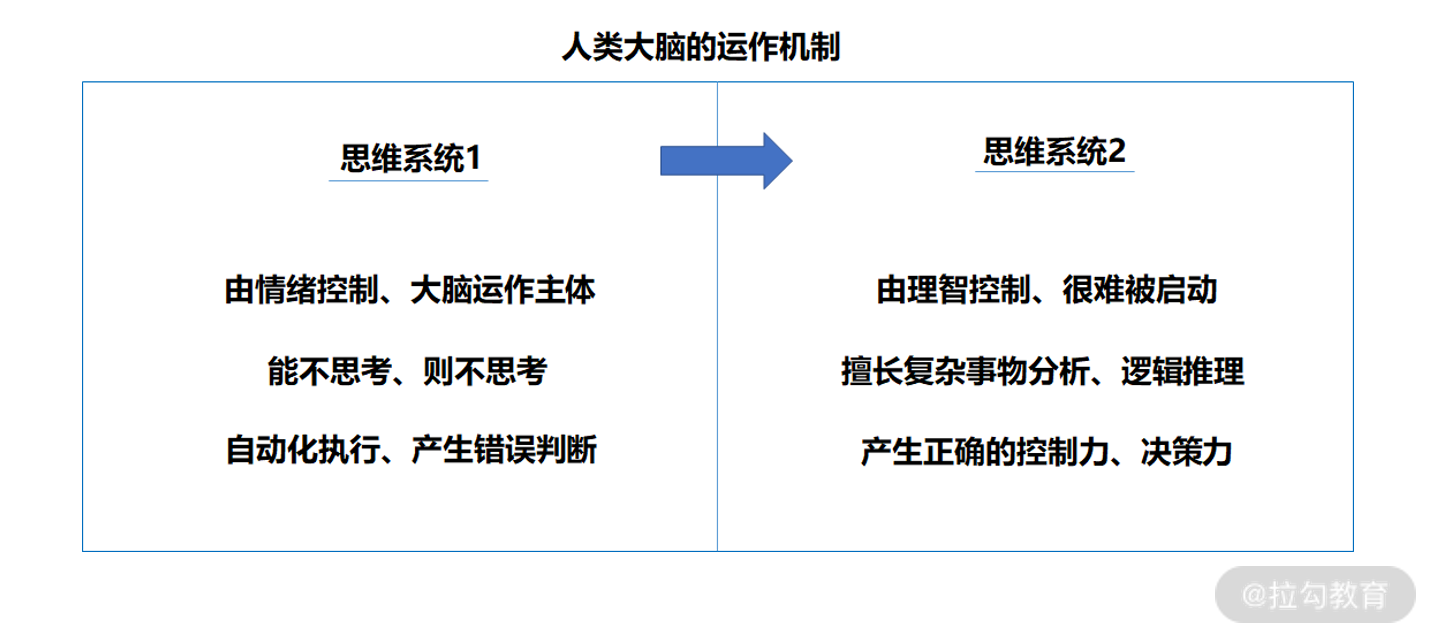 人类大脑的运作机制
思维系统1
由情绪控制、大脑运作主体
能不思考、则不思考
自动化执行、产生错误判断
思维系统2
由理智控制、很难被启动
擅长复杂事物分析、逻辑推理
产生正确的控制力、决策力
@拉勾教育